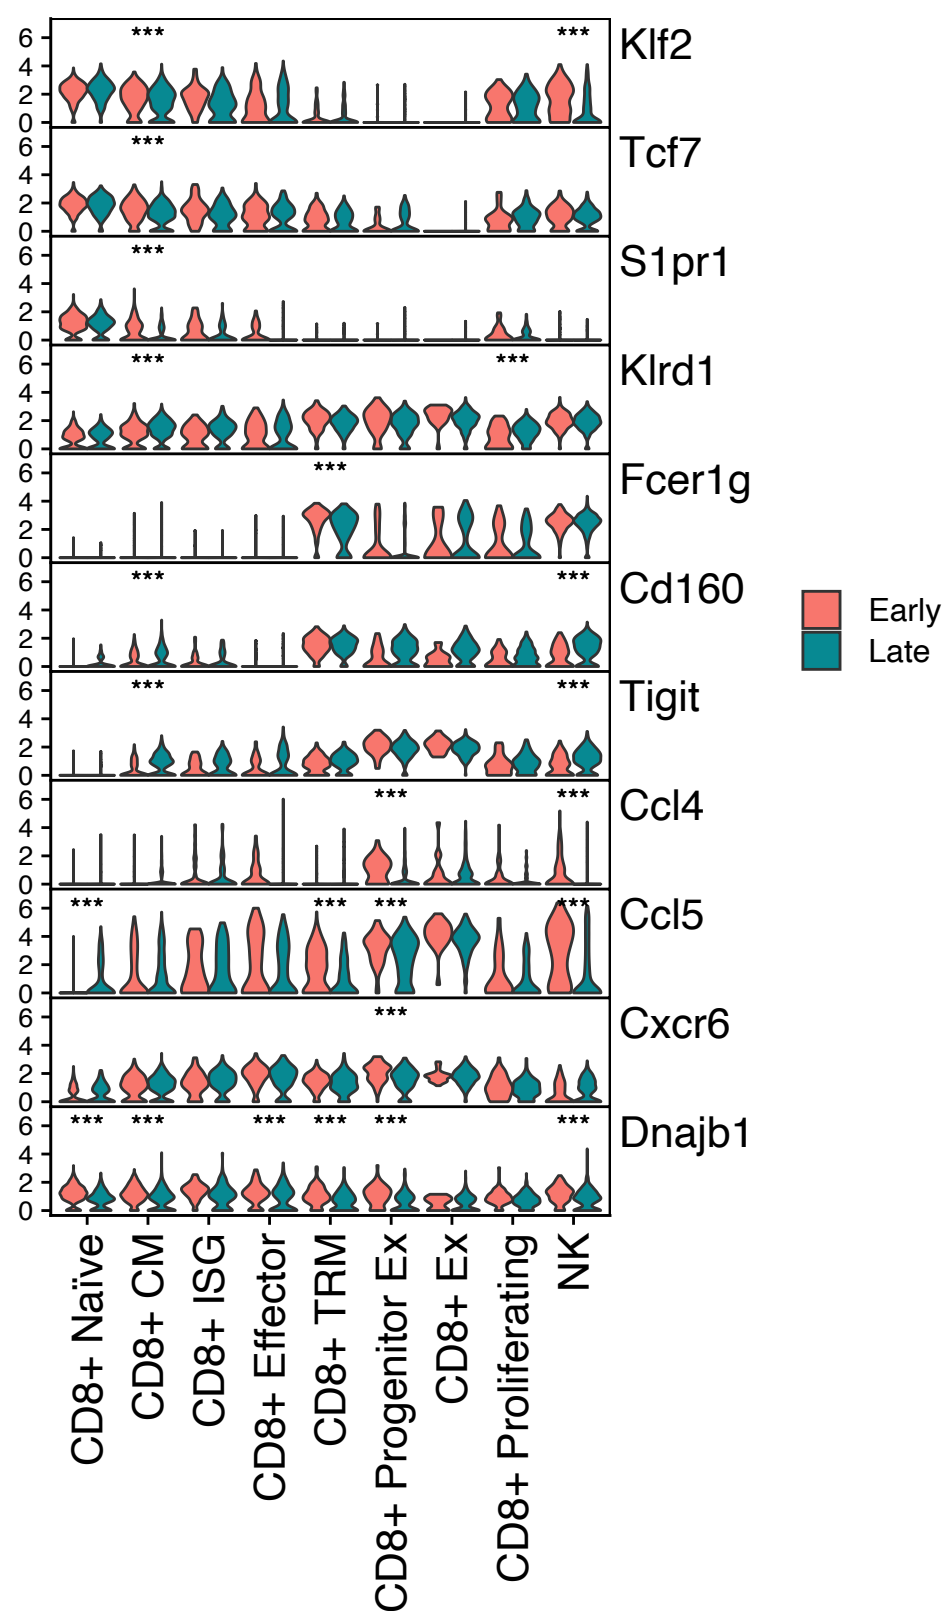 6 *** *** Klf2
4
2
0
6 *** Tcf7
4
2
0
6 *** S1pr1
4
2
0
6 *** *** Klrd1
4
2
0
6 *** Fcer1g
4
2
0
6 *** *** Cd160
4
2
0
6 *** *** Tigit
4
2
0
6 *** *** Ccl4
4
2
0
6 *** *** *** *** Ccl5
4
2
0
6 *** Cxcr6
4
2
0
6 *** *** *** *** *** *** Dnajb1
4
2
0
CD8+ Naïve
CD8+ CM
CD8+ ISG
CD8+ Effector
CD8+ TRM
CD8+ Progenitor Ex
CD8+ Ex
CD8+ Proliferating
NK
Early
Late